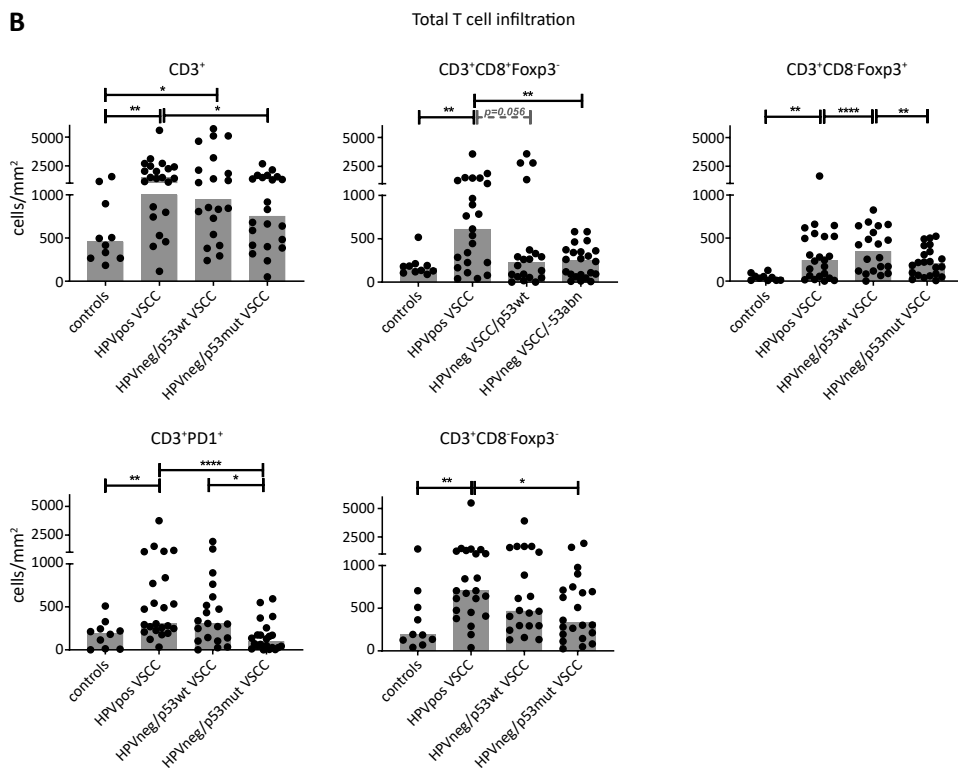 B
Total T cell infiltration
CD3⁺
*
**
*
cells/mm²
5000
2500
1000
500
0
controls
HPVpos VSCC
HPVneg/p53wt VSCC
HPVneg/p53mut VSCC
CD3⁺CD8⁺Foxp3⁻
**
**
p=0.056
5000
2500
1000
500
0
controls
HPVpos VSCC
HPVneg VSCC/p53wt
HPVneg VSCC/-53abn
CD3⁺CD8⁻Foxp3⁺
**
****
**
5000
2500
1000
500
0
controls
HPVpos VSCC
HPVneg/p53wt VSCC
HPVneg/p53mut VSCC
CD3⁺PD1⁺
****
**
*
cells/mm²
5000
2500
1000
500
0
controls
HPVpos VSCC
HPVneg/p53wt VSCC
HPVneg/p53mut VSCC
CD3⁺CD8⁻Foxp3⁻
**
*
5000
2500
1000
500
0
controls
HPVpos VSCC
HPVneg/p53wt VSCC
HPVneg/p53mut VSCC